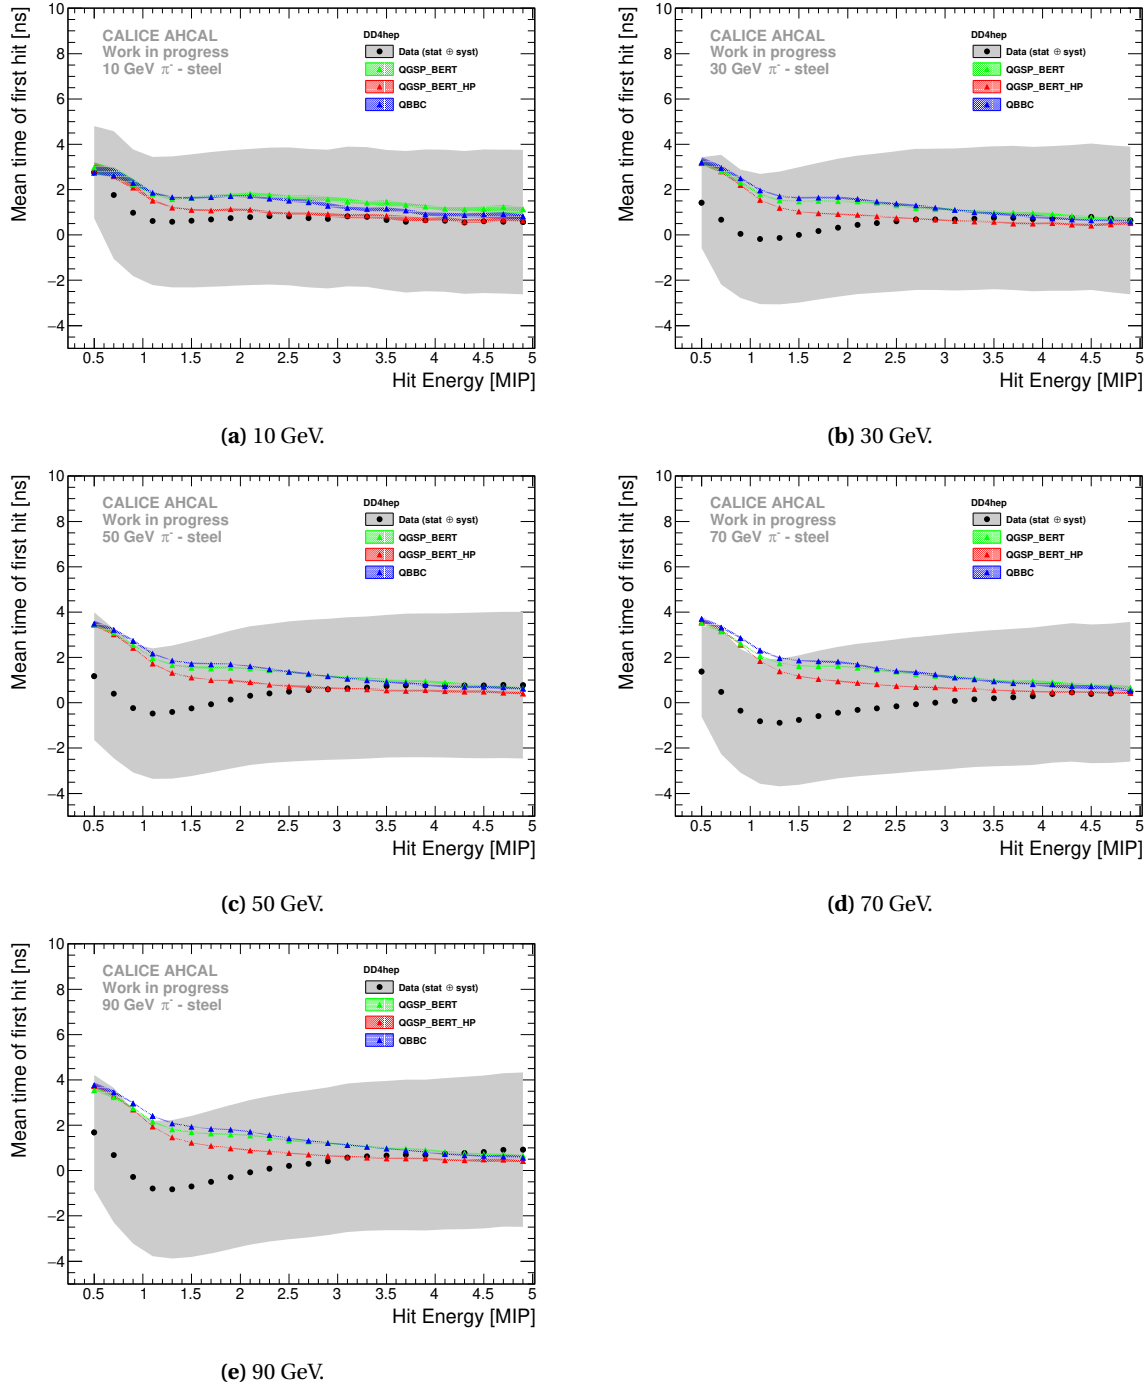 Mean time of first hit [ns]
10
8
6
4
2
0
−2
−4
CALICE AHCAL
Work in progress
10 GeV π⁻ - steel
DD4hep
Data (stat ⊕ syst)
QGSP_BERT
QGSP_BERT_HP
QBBC
0.5 1 1.5 2 2.5 3 3.5 4 4.5 5
Hit Energy [MIP]
(a) 10 GeV.
Mean time of first hit [ns]
10
8
6
4
2
0
−2
−4
CALICE AHCAL
Work in progress
30 GeV π⁻ - steel
DD4hep
Data (stat ⊕ syst)
QGSP_BERT
QGSP_BERT_HP
QBBC
0.5 1 1.5 2 2.5 3 3.5 4 4.5 5
Hit Energy [MIP]
(b) 30 GeV.
Mean time of first hit [ns]
10
8
6
4
2
0
−2
−4
CALICE AHCAL
Work in progress
50 GeV π⁻ - steel
DD4hep
Data (stat ⊕ syst)
QGSP_BERT
QGSP_BERT_HP
QBBC
0.5 1 1.5 2 2.5 3 3.5 4 4.5 5
Hit Energy [MIP]
(c) 50 GeV.
Mean time of first hit [ns]
10
8
6
4
2
0
−2
−4
CALICE AHCAL
Work in progress
70 GeV π⁻ - steel
DD4hep
Data (stat ⊕ syst)
QGSP_BERT
QGSP_BERT_HP
QBBC
0.5 1 1.5 2 2.5 3 3.5 4 4.5 5
Hit Energy [MIP]
(d) 70 GeV.
Mean time of first hit [ns]
10
8
6
4
2
0
−2
−4
CALICE AHCAL
Work in progress
90 GeV π⁻ - steel
DD4hep
Data (stat ⊕ syst)
QGSP_BERT
QGSP_BERT_HP
QBBC
0.5 1 1.5 2 2.5 3 3.5 4 4.5 5
Hit Energy [MIP]
(e) 90 GeV.